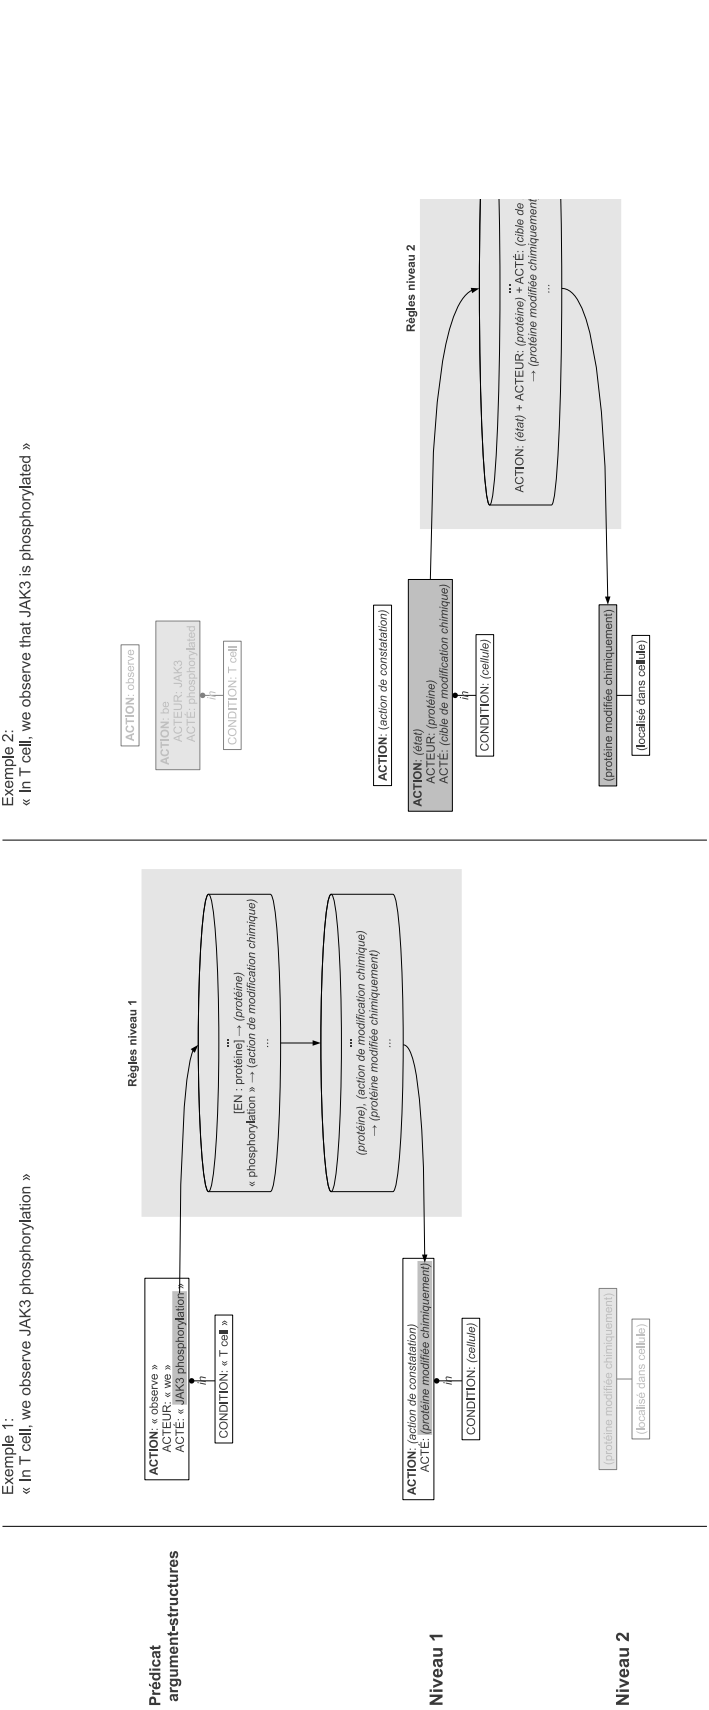 Exemple 1:
« In T cell, we observe JAK3 phosphorylation »
Exemple 2:
« In T cell, we observe that JAK3 is phosphorylated »
Prédicat
argument-structures
ACTION: « observe »
ACTEUR: « we »
ACTÉ: « JAK3 phosphorylation »
in
CONDITION: « T cell »
Règles niveau 1
...
[EN : protéine] → (protéine)
« phosphorylation » → (action de modification chimique)
...
...
(protéine), (action de modification chimique)
→ (protéine modifiée chimiquement)
...
ACTION: observe
ACTION: be
ACTEUR: JAK3
ACTÉ: phosphorylated
in
CONDITION: T cell
Niveau 1
ACTION: (action de constatation)
ACTÉ: (protéine modifiée chimiquement)
in
CONDITION: (cellule)
ACTION: (action de constatation)
ACTION: (état)
ACTEUR: (protéine)
ACTÉ: (cible de modification chimique)
in
CONDITION: (cellule)
Règles niveau 2
...
ACTION: (état) + ACTEUR: (protéine) + ACTÉ: (cible de
→ (protéine modifiée chimiquement
...
Niveau 2
(protéine modifiée chimiquement)
(localisé dans cellule)
(protéine modifiée chimiquement)
(localisé dans cellule)